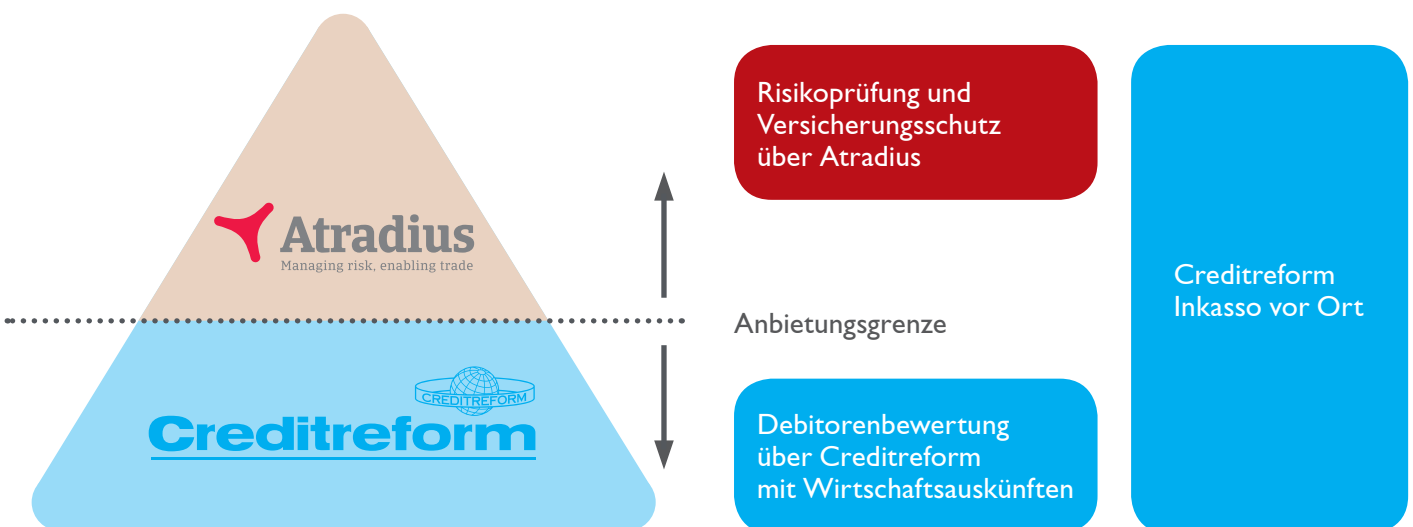 Atradius
Managing risk, enabling trade
CREDITREFORM
Creditreform
Risikoprüfung und
Versicherungsschutz
über Atradius
Anbietungsgrenze
Debitorenbewertung
über Creditreform
mit Wirtschaftsauskünften
Creditreform
Inkasso vor Ort